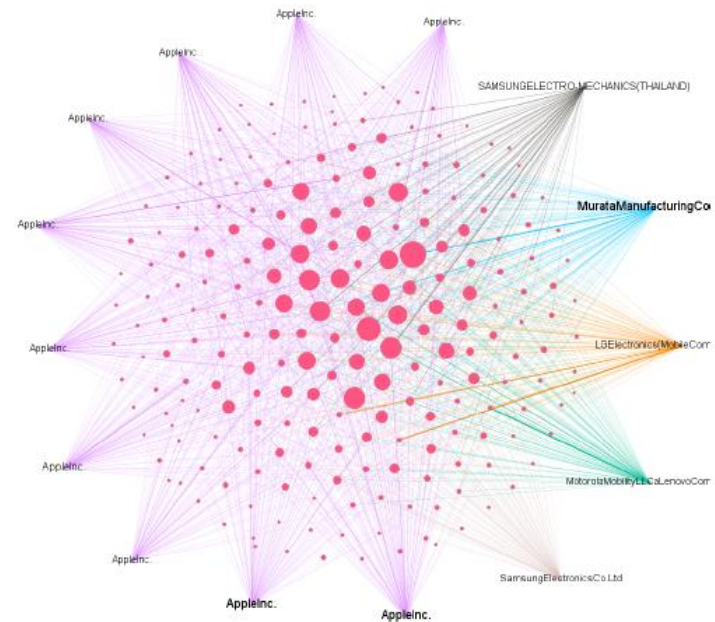 AppleInc.
AppleInc.
AppleInc.
SAMSUNGELECTRO-MECHANICS(THAILAND)
AppleInc.
MurataManufacturingCo
AppleInc.
LGElectronics(MobileCom
AppleInc.
AppleInc.
MotorolaMobilityLLCaLenovoCom
AppleInc.
SamsungElectronicsCo.Ltd
AppleInc.
AppleInc.